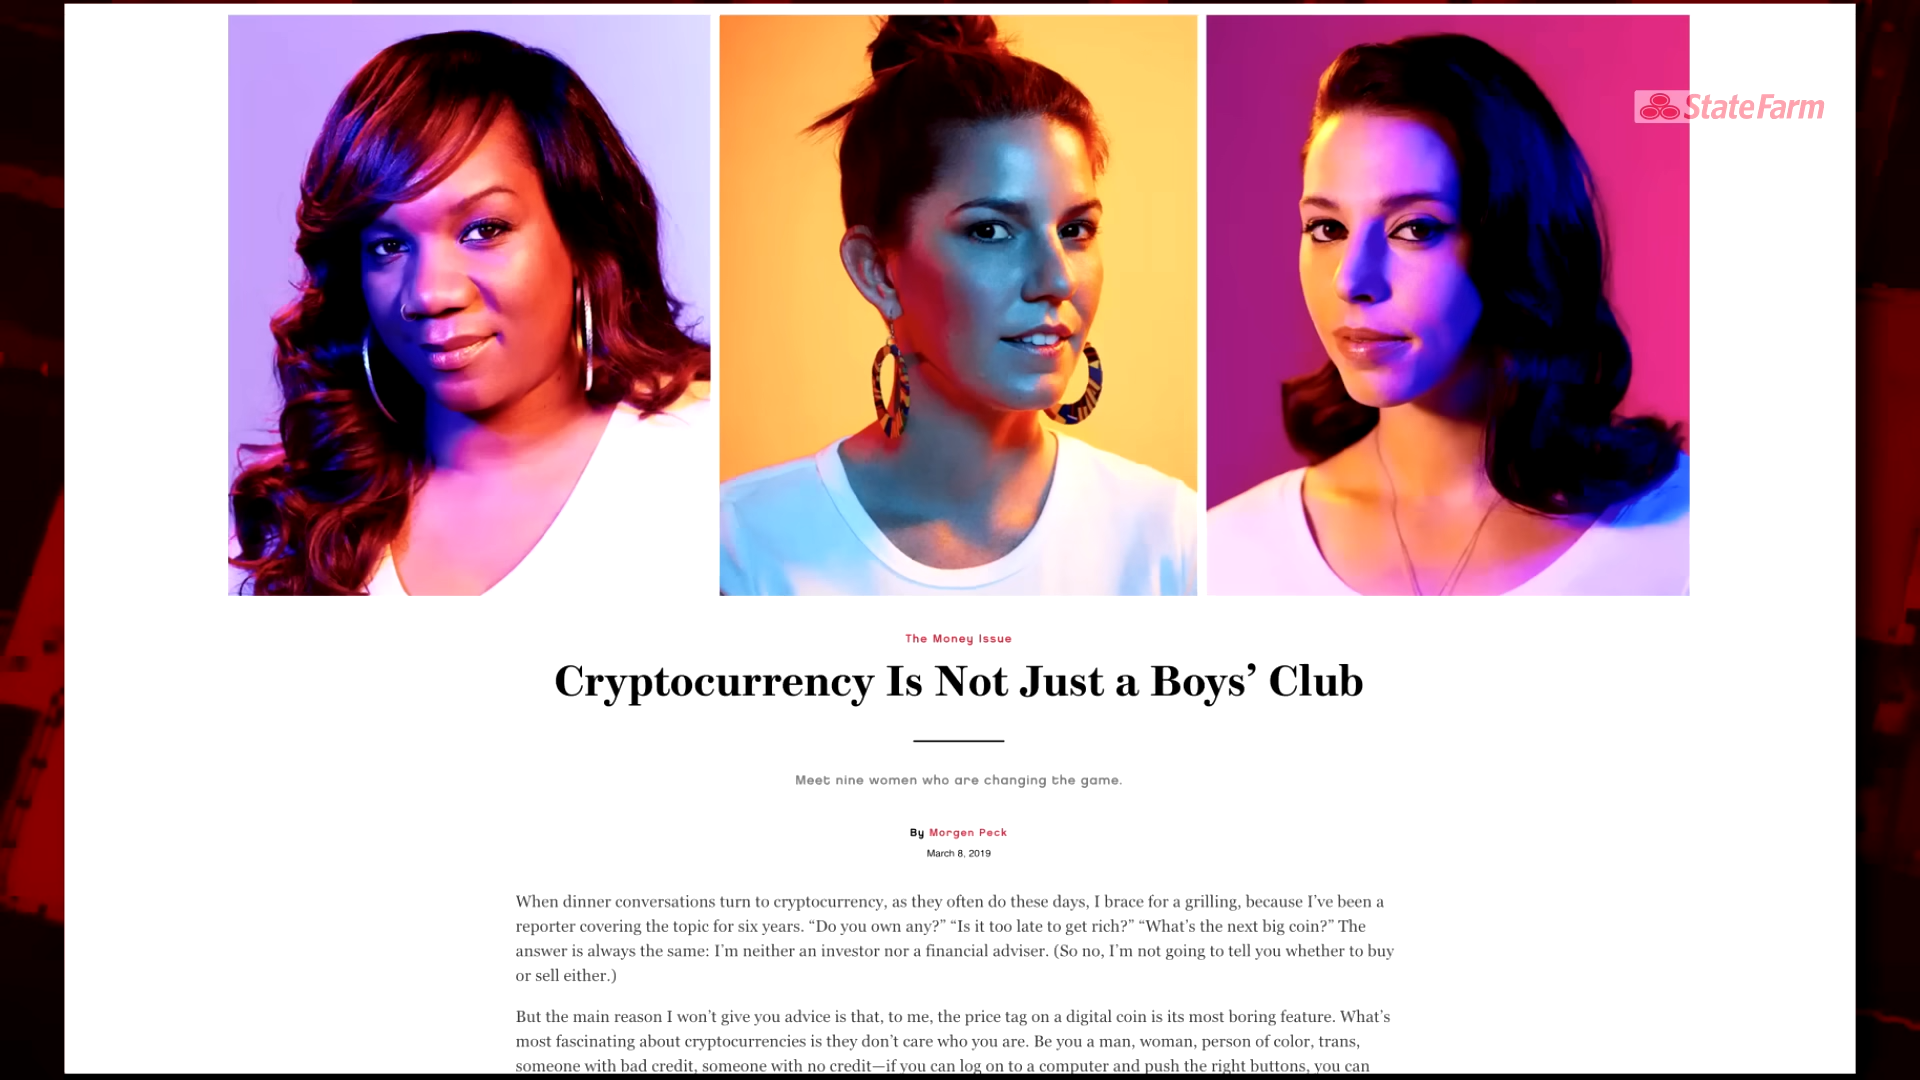 StateFarm
The Money Issue
Cryptocurrency Is Not Just a Boys’ Club
Meet nine women who are changing the game.
By Morgen Peck
March 8, 2019
When dinner conversations turn to cryptocurrency, as they often do these days, I brace for a grilling, because I’ve been a
reporter covering the topic for six years. “Do you own any?” “Is it too late to get rich?” “What’s the next big coin?” The
answer is always the same: I’m neither an investor nor a financial adviser. (So no, I’m not going to tell you whether to buy
or sell either.)
But the main reason I won’t give you advice is that, to me, the price tag on a digital coin is its most boring feature. What’s
most fascinating about cryptocurrencies is they don’t care who you are. Be you a man, woman, person of color, trans,
someone with bad credit, someone with no credit—if you can log on to a computer and push the right buttons, you can